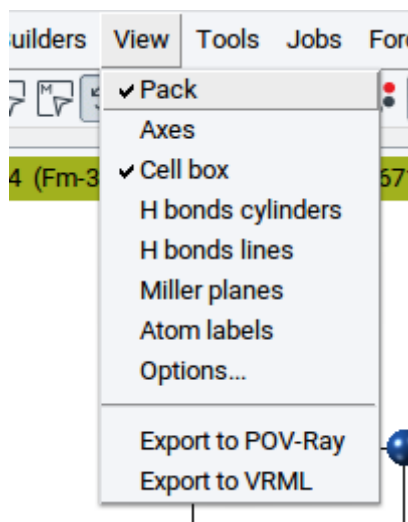 uilders View Tools Jobs For
Pack
Axes
4 (Fm-3
Cell box
67
H bonds cylinders
H bonds lines
Miller planes
Atom labels
Options...
Export to POV-Ray
Export to VRML